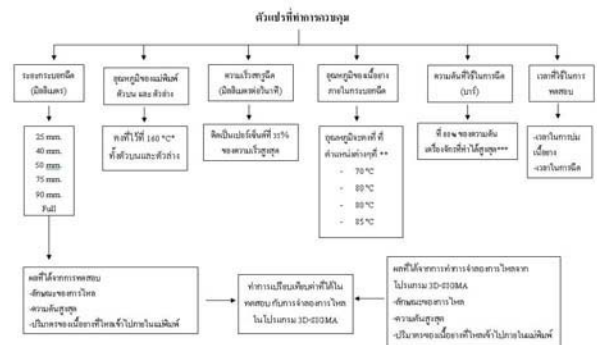 ตัวแปรที่ทำการควบคุม
ระยะกระบอกฉีด
(มิลลิเมตร)
อุณหภูมิของแม่พิมพ์
ตัวบน และ ตัวล่าง
ความเร็วสกรูฉีด
(มิลลิเมตรต่อวินาที)
อุณหภูมิของเนื้อยาง
ภายในกระบอกฉีด
ความดันที่ใช้ในการฉีด
(บาร์)
เวลาที่ใช้ในการ
ทดสอบ
25 mm.
40 mm.
50 mm.
75 mm.
90 mm.
Full
คงที่ไว้ที่ 160 °C*
ทั้งตัวบนและตัวล่าง
คิดเป็นเปอร์เซ็นต์ที่ 35%
ของความเร็วสูงสุด
อุณหภูมิจะคงที่ ที่
ตำแหน่งต่างๆที่ **
- 70 °C
- 80 °C
- 80 °C
- 85 °C
ที่ 80% ของความดัน
เครื่องจักรที่ทำได้สูงสุด***
-เวลาในการบ่ม
เนื้อยาง
-เวลาในการฉีด
ผลที่ได้จากการทดสอบ
-ลักษณะของการไหล
-ความดันสูงสุด
-ปริมาตรของเนื้อยางที่ไหลเข้าไปภายในแม่พิมพ์
ทำการเปรียบเทียบค่าที่ได้ใน
ทดสอบ กับการจำลองการไหล
ในโปรแกรม 3D-SIGMA
ผลที่ได้จากการทำการจำลองการไหลจาก
โปรแกรม 3D-SIGMA
-ลักษณะของการไหล
-ความดันสูงสุด
-ปริมาตรของเนื้อยางที่ไหลเข้าไปภายในแม่พิมพ์